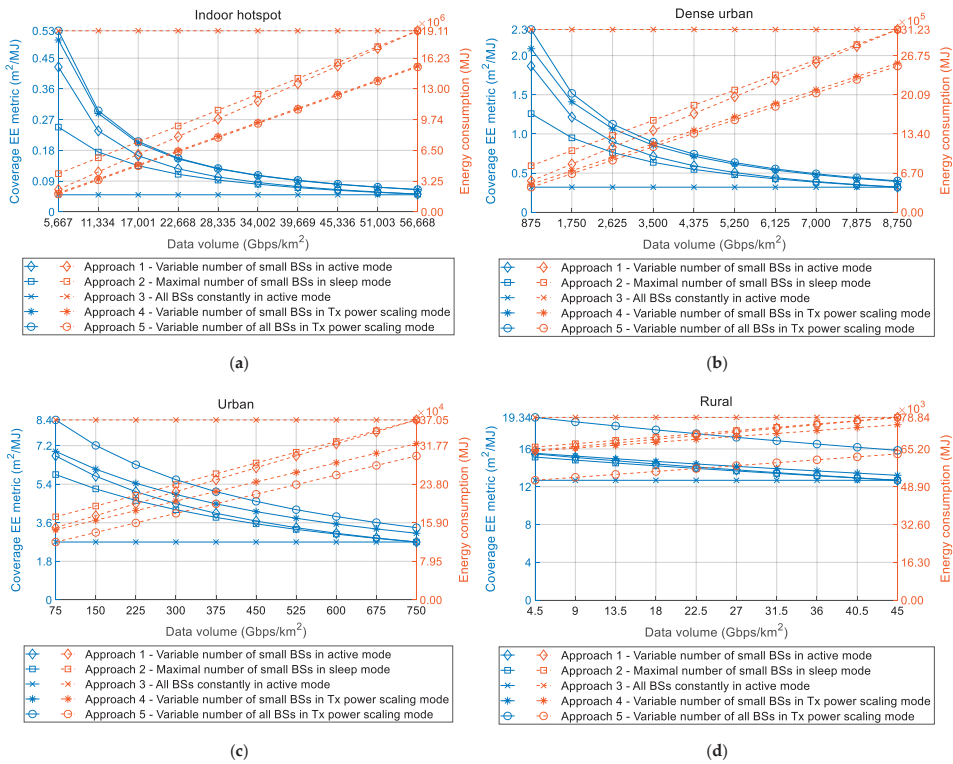 Indoor hotspot
×10⁶
Coverage EE metric (m²/MJ)
0.53
0.45
0.36
0.27
0.18
0.09
0
19.11
16.23
13.00
9.74
6.50
3.25
0.00
Energy consumption (MJ)
5,667 11,334 17,001 22,668 28,335 34,002 39,669 45,336 51,003 56,668
Data volume (Gbps/km²)
Approach 1 - Variable number of small BSs in active mode
Approach 2 - Maximal number of small BSs in sleep mode
Approach 3 - All BSs constantly in active mode
Approach 4 - Variable number of small BSs in Tx power scaling mode
Approach 5 - Variable number of all BSs in Tx power scaling mode
(a)
Dense urban
×10⁵
Coverage EE metric (m²/MJ)
2.3
2.0
1.5
1.0
0.5
0
31.23
26.75
20.09
13.40
6.70
0.00
Energy consumption (MJ)
875 1,750 2,625 3,500 4,375 5,250 6,125 7,000 7,875 8,750
Data volume (Gbps/km²)
Approach 1 - Variable number of small BSs in active mode
Approach 2 - Maximal number of small BSs in sleep mode
Approach 3 - All BSs constantly in active mode
Approach 4 - Variable number of small BSs in Tx power scaling mode
Approach 5 - Variable number of all BSs in Tx power scaling mode
(b)
Urban
×10⁴
Coverage EE metric (m²/MJ)
8.4
7.2
5.4
3.6
1.8
0
37.05
31.77
23.80
15.90
7.95
0.00
Energy consumption (MJ)
75 150 225 300 375 450 525 600 675 750
Data volume (Gbps/km²)
Approach 1 - Variable number of small BSs in active mode
Approach 2 - Maximal number of small BSs in sleep mode
Approach 3 - All BSs constantly in active mode
Approach 4 - Variable number of small BSs in Tx power scaling mode
Approach 5 - Variable number of all BSs in Tx power scaling mode
(c)
Rural
×10³
Coverage EE metric (m²/MJ)
19.34
16
12
8
4
0
78.84
65.20
48.90
32.60
16.30
0.00
Energy consumption (MJ)
4.5 9 13.5 18 22.5 27 31.5 36 40.5 45
Data volume (Gbps/km²)
Approach 1 - Variable number of small BSs in active mode
Approach 2 - Maximal number of small BSs in sleep mode
Approach 3 - All BSs constantly in active mode
Approach 4 - Variable number of small BSs in Tx power scaling mode
Approach 5 - Variable number of all BSs in Tx power scaling mode
(d)